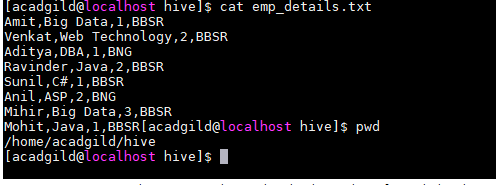 [acadgild@localhost hive]$ cat emp_details.txt
Amit,Big Data,1,BBSR
Venkat,Web Technology,2,BBSR
Aditya,DBA,1,BNG
Ravinder,Java,2,BBSR
Sunil,C#,1,BBSR
Anil,ASP,2,BNG
Mihir,Big Data,3,BBSR
Mohit,Java,1,BBSR[acadgild@localhost hive]$ pwd
/home/acadgild/hive
[acadgild@localhost hive]$